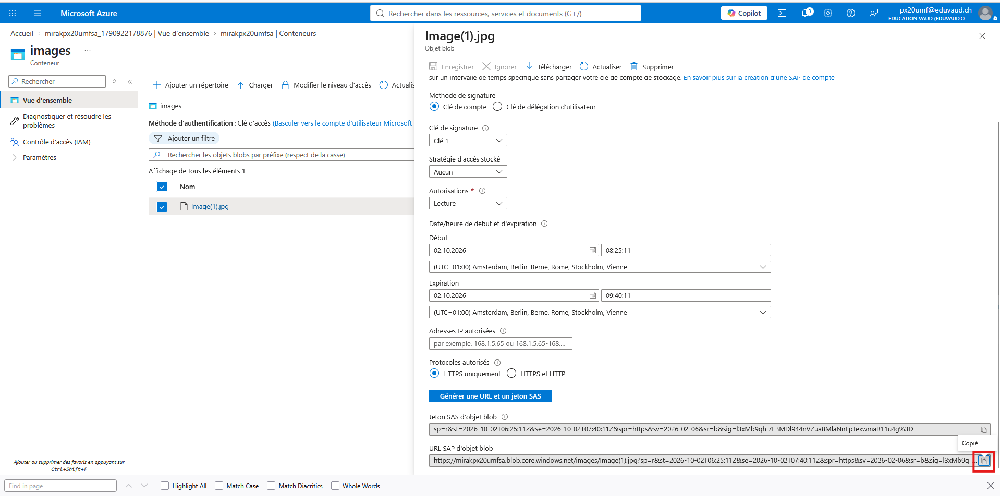 Microsoft Azure
Rechercher dans les ressources, services et documents (G+/)
Copilot
3
px20umf@eduvaud.ch
EDUCATION VAUD (EDUVAUD.O...
Accueil > mirakpx20umfsa_1790922178876 | Vue d'ensemble > mirakpx20umfsa | Conteneurs
images ...
Conteneur
Rechercher
Vue d'ensemble
Diagnostiquer et résoudre les
problèmes
Contrôle d'accès (IAM)
Paramètres
Ajouter ou supprimer des favoris en appuyant sur
Ctrl+Shift+F
Ajouter un répertoire
Charger
Modifier le niveau d'accès
Actualis
images
Méthode d'authentification : Clé d'accès (Basculer vers le compte d'utilisateur Microsoft
Ajouter un filtre
Rechercher les objets blobs par préfixe (respect de la casse)
Affichage de tous les éléments 1
Nom
Image(1).jpg
Image(1).jpg
Objet blob
Enregistrer
Ignorer
Télécharger
Actualiser
Supprimer
sur un intervalle de temps spécifique sans partager votre clé de compte de stockage. En savoir plus sur la création d'une SAP de compte
Méthode de signature
Clé de compte
Clé de délégation d'utilisateur
Clé de signature
Clé 1
Stratégie d'accès stocké
Aucun
Autorisations *
Lecture
Date/heure de début et d'expiration
Début
02.10.2026
08:25:11
(UTC+01:00) Amsterdam, Berlin, Berne, Rome, Stockholm, Vienne
Expiration
02.10.2026
09:40:11
(UTC+01:00) Amsterdam, Berlin, Berne, Rome, Stockholm, Vienne
Adresses IP autorisées
par exemple, 168.1.5.65 ou 168.1.5.65-168....
Protocoles autorisés
HTTPS uniquement
HTTPS et HTTP
Générer une URL et un jeton SAS
Jeton SAS d'objet blob
sp=r&st=2026-10-02T06:25:11Z&se=2026-10-02T07:40:11Z&spr=https&sv=2026-02-06&sr=b&sig=l3xMb9qhI7EBMDl944nVZua8MlaNnFpTexwmaR11u4g%3D
Copié
URL SAP d'objet blob
https://mirakpx20umfsa.blob.core.windows.net/images/Image(1).jpg?sp=r&st=2026-10-02T06:25:11Z&se=2026-10-02T07:40:11Z&spr=https&sv=2026-02-06&sr=b&sig=l3xMb9q ...
Find in page
Highlight All
Match Case
Match Diacritics
Whole Words